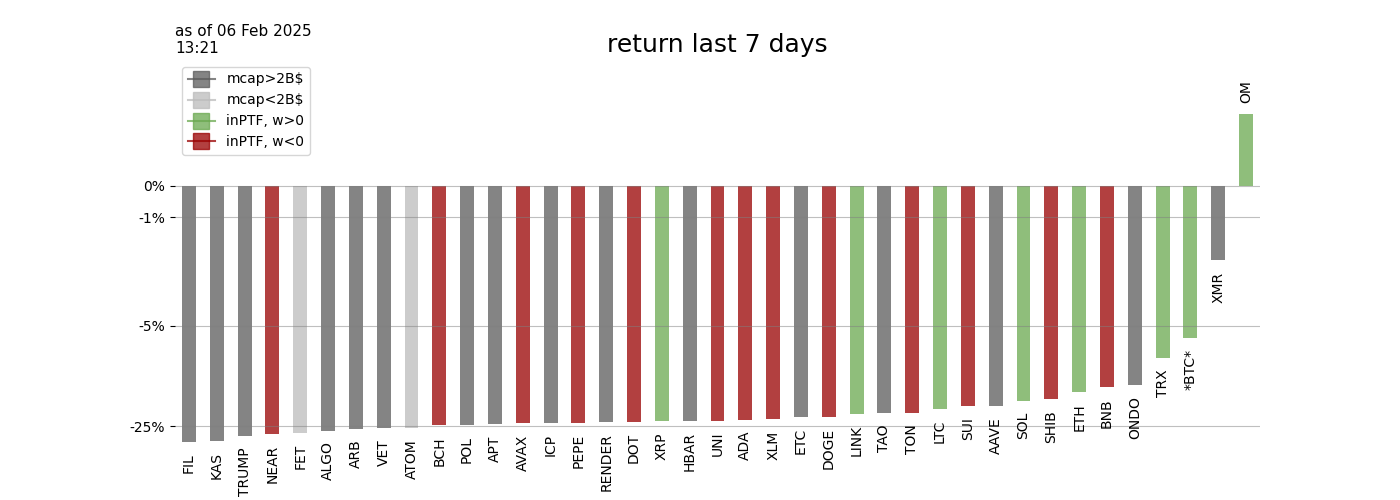 as of 06 Feb 2025
13:21
return last 7 days
mcap>2B$
mcap<2B$
inPTF, w>0
inPTF, w<0
0%
-1%
-5%
-25%
FIL
KAS
TRUMP
NEAR
FET
ALGO
ARB
VET
ATOM
BCH
POL
APT
AVAX
ICP
PEPE
RENDER
DOT
XRP
HBAR
UNI
ADA
XLM
ETC
DOGE
LINK
TAO
TON
LTC
SUI
AAVE
SOL
SHIB
ETH
BNB
ONDO
TRX
*BTC*
XMR
OM